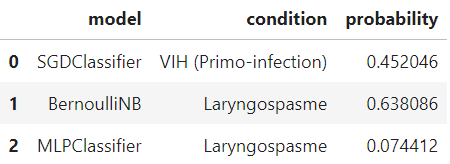 model condition probability
0 SGDClassifier VIH (Primo-infection) 0.452046
1 BernoulliNB Laryngospasme 0.638086
2 MLPClassifier Laryngospasme 0.074412